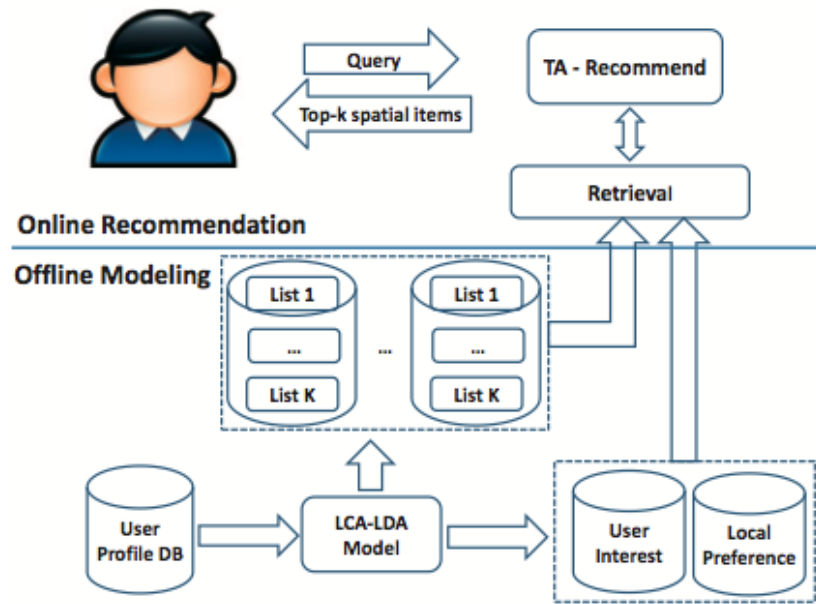 Query
TA - Recommend
Top-k spatial items
Retrieval
Online Recommendation
Offline Modeling
List 1
...
List K
...
List 1
...
List K
User
Profile DB
LCA-LDA
Model
User
Interest
Local
Preference